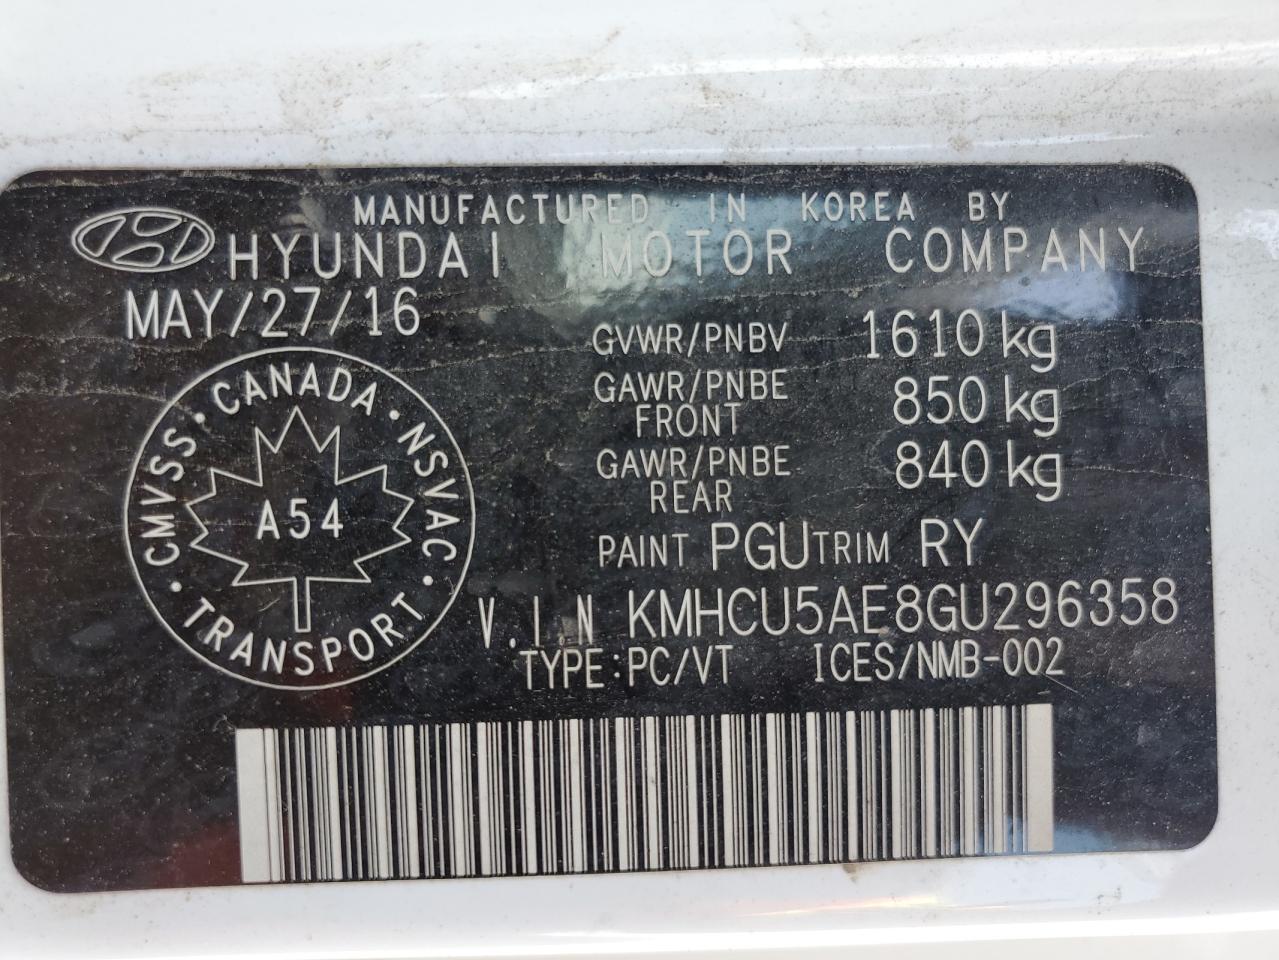 MANUFACTURED IN KOREA BY
HYUNDAI MOTOR COMPANY
MAY/27/16
GVWR/PNBV 1610 kg
GAWR/PNBE 850 kg
FRONT
GAWR/PNBE 840 kg
REAR
CMVSS · CANADA · NSVAC · TRANSPORT ·
A54
PAINT PGU TRIM RY
V.I.N KMHCU5AE8GU296358
TYPE:PC/VT ICES/NMB-002